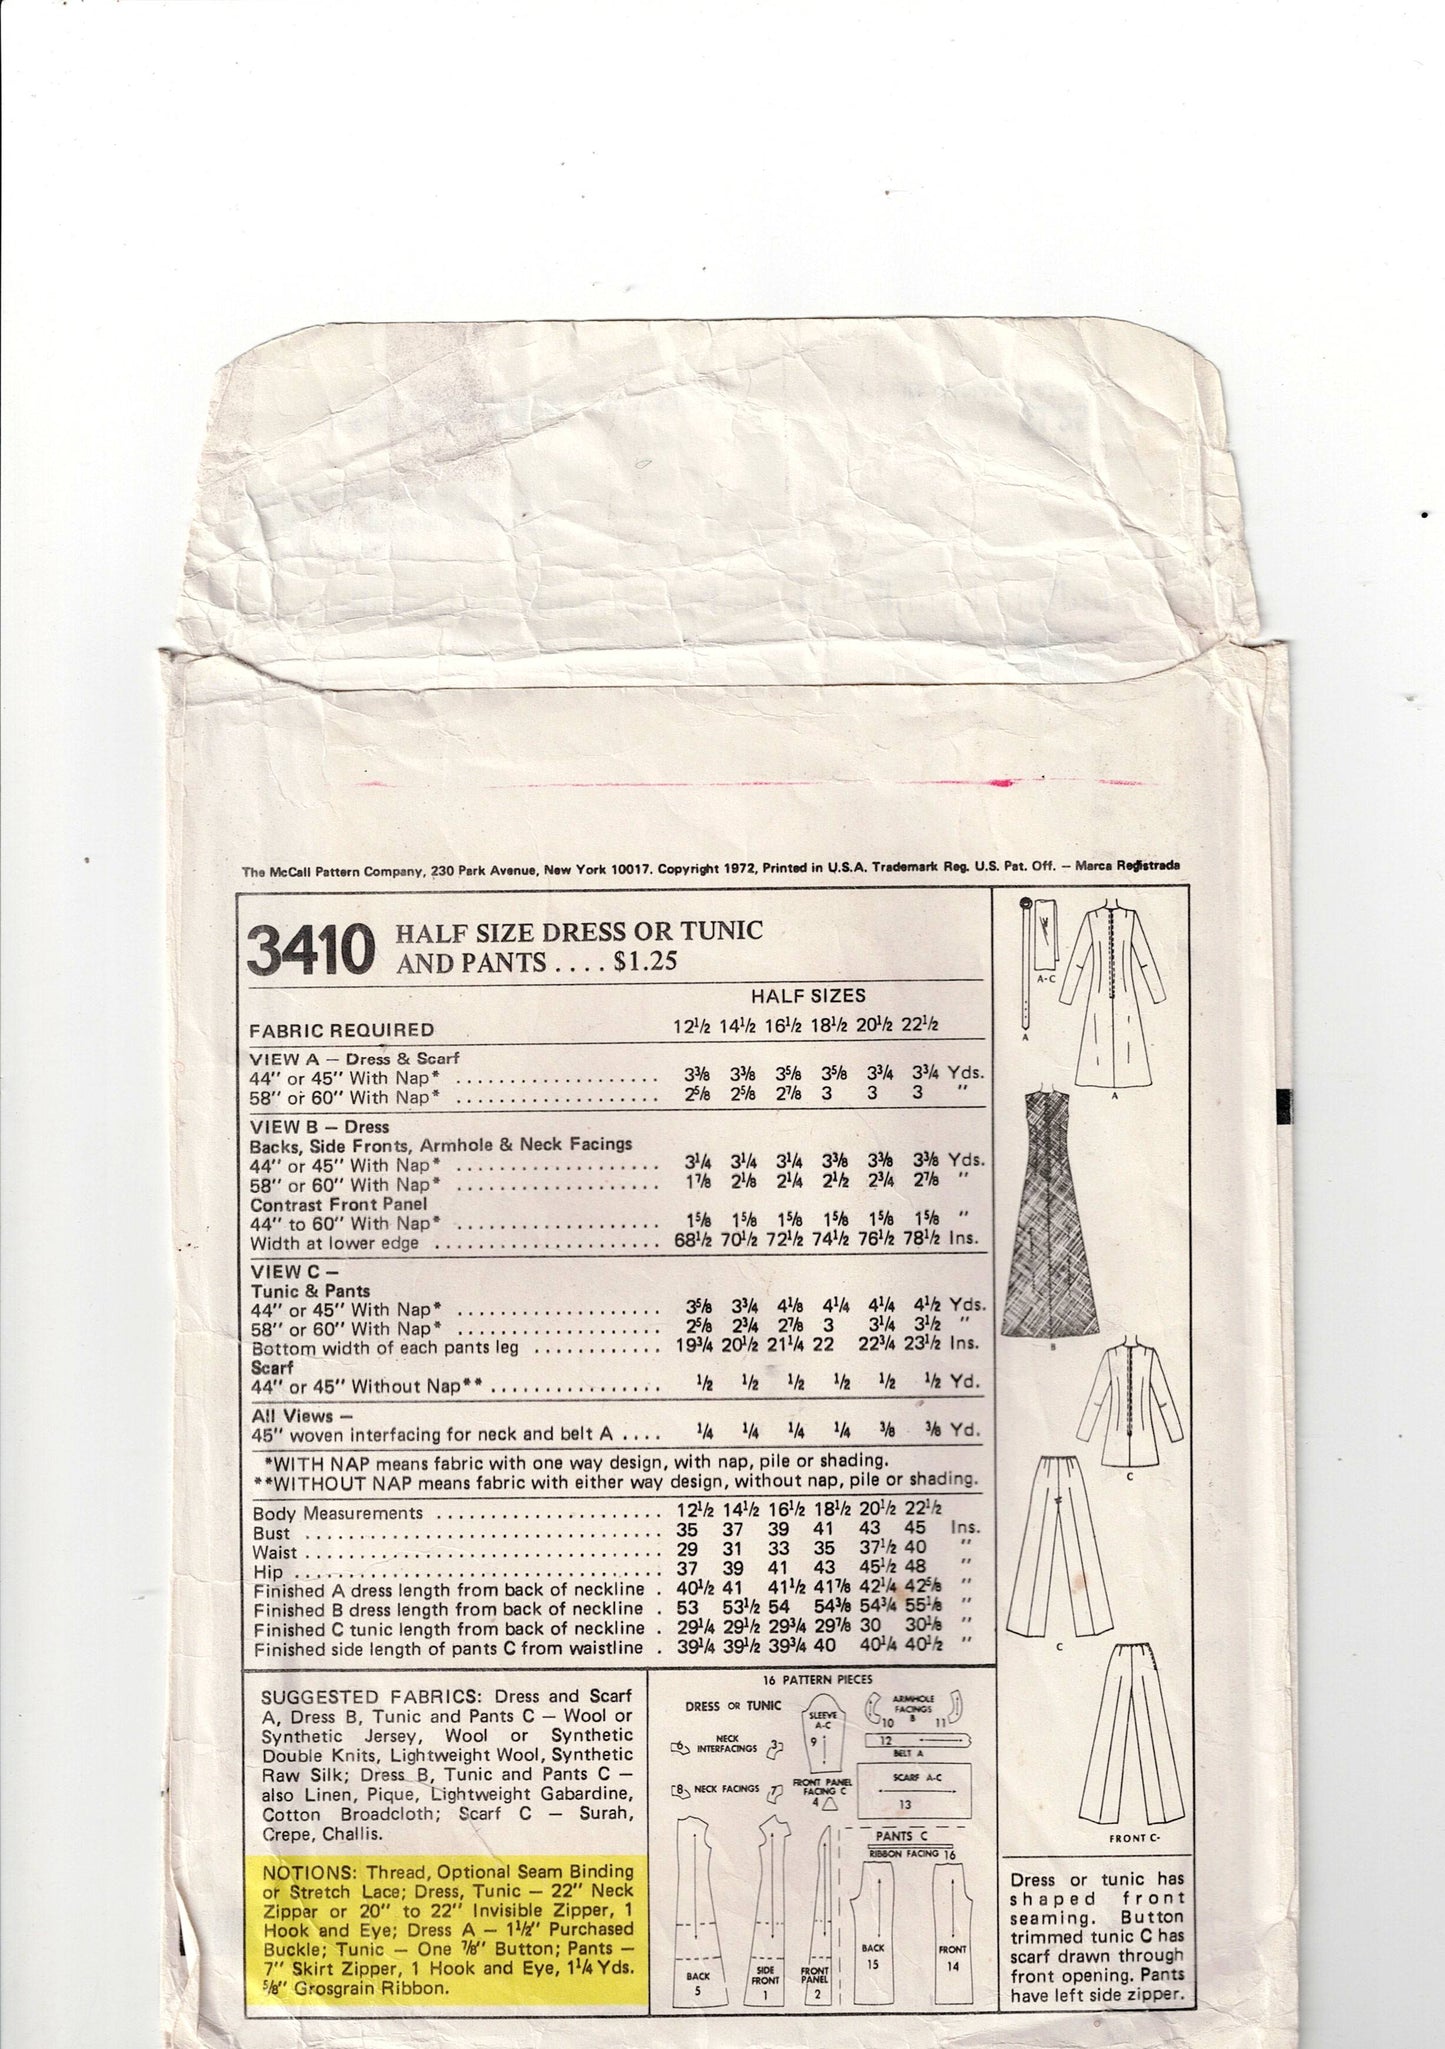 The McCall Pattern Company, 230 Park Avenue, New York 10017. Copyright 1972, Printed in U.S.A. Trademark Reg. U.S. Pat. Off. — Marca Registrada
3410 HALF SIZE DRESS OR TUNIC
AND PANTS .... $1.25
HALF SIZES
FABRIC REQUIRED 12½ 14½ 16½ 18½ 20½ 22½
VIEW A — Dress & Scarf
44" or 45" With Nap* .................... 3⅜ 3⅜ 3⅝ 3⅝ 3¾ 3¾ Yds.
58" or 60" With Nap* .................... 2⅝ 2⅝ 2⅞ 3 3 3 "
VIEW B — Dress
Backs, Side Fronts, Armhole & Neck Facings
44" or 45" With Nap* .................... 3¼ 3¼ 3¼ 3⅜ 3⅜ 3⅜ Yds.
58" or 60" With Nap* .................... 1⅞ 2⅛ 2¼ 2½ 2¾ 2⅞ "
Contrast Front Panel
44" to 60" With Nap* .................... 1⅝ 1⅝ 1⅝ 1⅝ 1⅝ 1⅝ "
Width at lower edge ...................... 68½ 70½ 72½ 74½ 76½ 78½ Ins.
VIEW C —
Tunic & Pants
44" or 45" With Nap* .................... 3⅝ 3¾ 4⅛ 4¼ 4¼ 4½ Yds.
58" or 60" With Nap* .................... 2⅝ 2¾ 2⅞ 3 3¼ 3½ "
Bottom width of each pants leg ............ 19¾ 20½ 21¼ 22 22¾ 23½ Ins.
Scarf
44" or 45" Without Nap** ................ ½ ½ ½ ½ ½ ½ Yd.
All Views —
45" woven interfacing for neck and belt A .... ¼ ¼ ¼ ¼ ⅜ ⅜ Yd.
*WITH NAP means fabric with one way design, with nap, pile or shading.
**WITHOUT NAP means fabric with either way design, without nap, pile or shading.
Body Measurements ...................... 12½ 14½ 16½ 18½ 20½ 22½
Bust .................................. 35 37 39 41 43 45 Ins.
Waist .................................. 29 31 33 35 37½ 40 "
Hip .................................... 37 39 41 43 45½ 48 "
Finished A dress length from back of neckline . 40½ 41 41½ 41⅞ 42¼ 42⅝ "
Finished B dress length from back of neckline . 53 53½ 54 54⅜ 54¾ 55⅛ "
Finished C tunic length from back of neckline . 29¼ 29½ 29¾ 29⅞ 30 30⅛ "
Finished side length of pants C from waistline . 39¼ 39½ 39¾ 40 40¼ 40½ "
SUGGESTED FABRICS: Dress and Scarf
A, Dress B, Tunic and Pants C — Wool or
Synthetic Jersey, Wool or Synthetic
Double Knits, Lightweight Wool, Synthetic
Raw Silk; Dress B, Tunic and Pants C —
also Linen, Pique, Lightweight Gabardine,
Cotton Broadcloth; Scarf C — Surah,
Crepe, Challis.
NOTIONS: Thread, Optional Seam Binding
or Stretch Lace; Dress, Tunic — 22" Neck
Zipper or 20" to 22" Invisible Zipper, 1
Hook and Eye; Dress A — 1½" Purchased
Buckle; Tunic — One ⅞" Button; Pants —
7" Skirt Zipper, 1 Hook and Eye, 1¼ Yds.
⅝" Grosgrain Ribbon.
16 PATTERN PIECES
DRESS OR TUNIC
6 NECK INTERFACINGS 3
8 NECK FACINGS 7
SLEEVE A-C 9
ARMHOLE FACINGS B 10 11
12
BELT A
FRONT PANEL FACING C 4
SCARF A-C
13
PANTS C
RIBBON FACING 16
BACK 5
SIDE FRONT 1
FRONT PANEL 2
BACK 15
FRONT 14
A-C
A
A
B
C
C
FRONT C-
Dress or tunic has
shaped front
seaming. Button
trimmed tunic C has
scarf drawn through
front opening. Pants
have left side zipper.